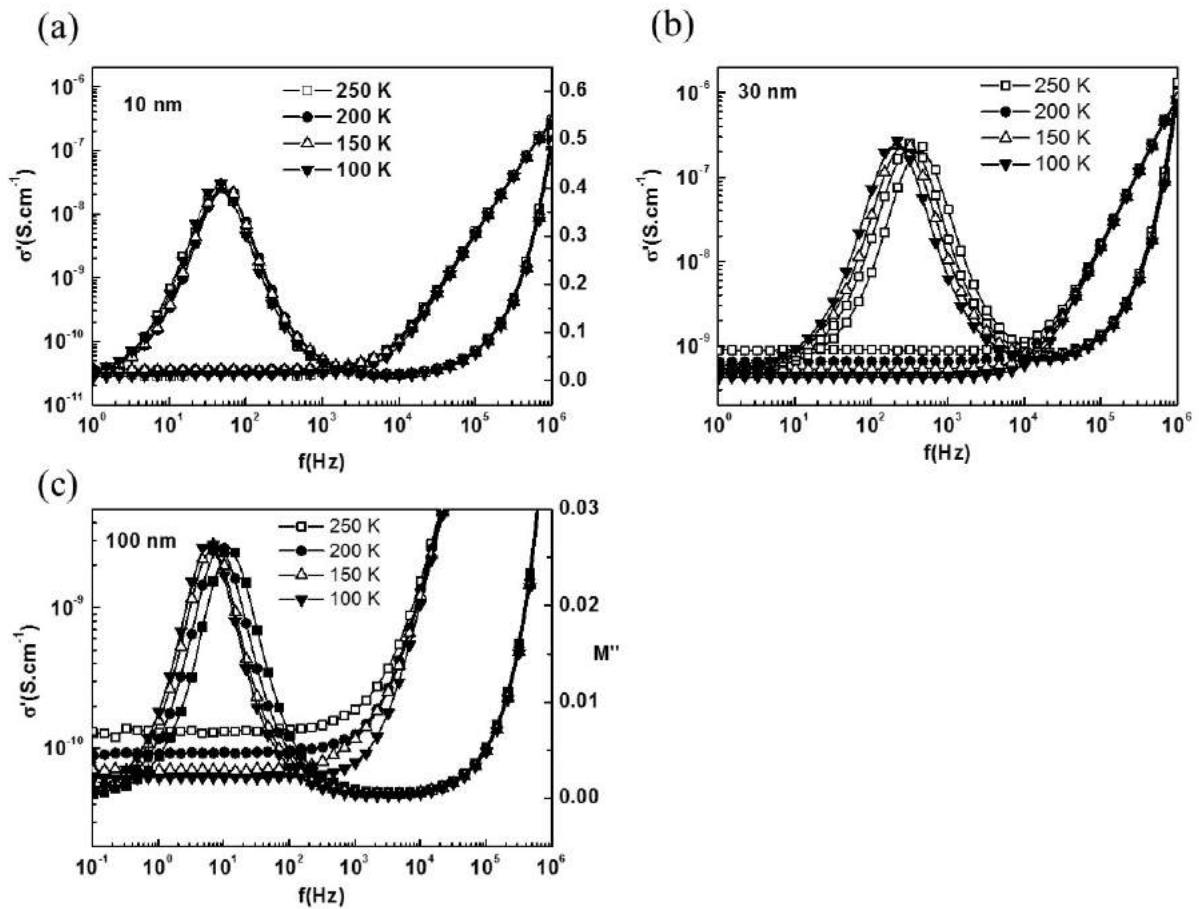 (a)
10 nm
250 K
200 K
150 K
100 K
σ'(S.cm⁻¹)
10⁻⁶
10⁻⁷
10⁻⁸
10⁻⁹
10⁻¹⁰
10⁻¹¹
0.6
0.5
0.4
0.3
0.2
0.1
0.0
10⁰ 10¹ 10² 10³ 10⁴ 10⁵ 10⁶
f(Hz)
(b)
30 nm
250 K
200 K
150 K
100 K
σ'(S.cm⁻¹)
10⁻⁶
10⁻⁷
10⁻⁸
10⁻⁹
10⁰ 10¹ 10² 10³ 10⁴ 10⁵ 10⁶
f(Hz)
(c)
100 nm
250 K
200 K
150 K
100 K
σ'(S.cm⁻¹)
10⁻⁹
10⁻¹⁰
0.03
0.02
M''
0.01
0.00
10⁻¹ 10⁰ 10¹ 10² 10³ 10⁴ 10⁵ 10⁶
f(Hz)